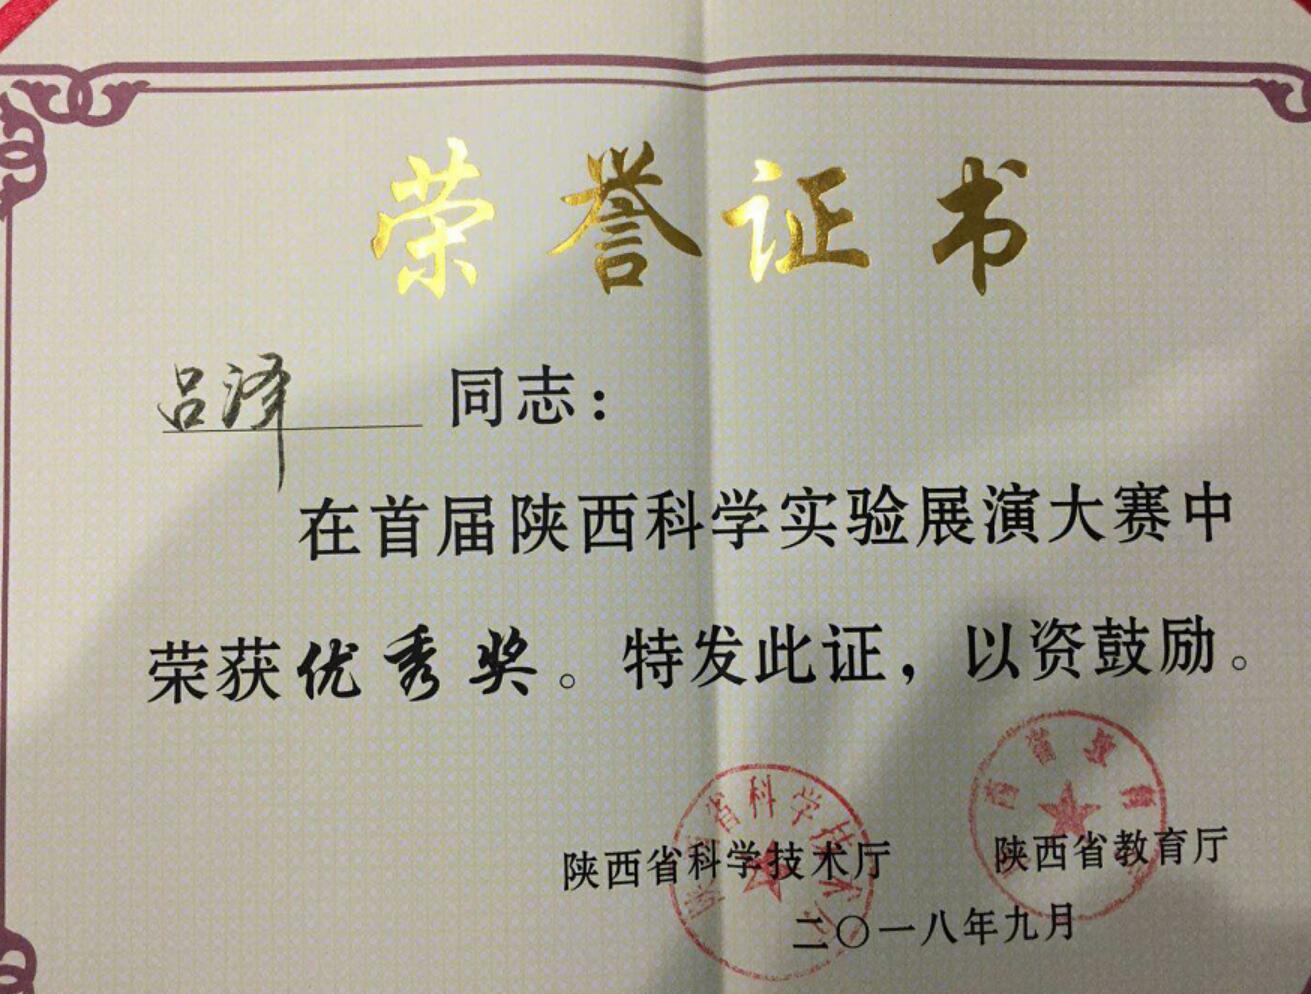 荣誉证书
吕泽 同志：
在首届陕西科学实验展演大赛中
荣获优秀奖。特发此证，以资鼓励。
陕西省科学技术厅 陕西省教育厅
二〇一八年九月